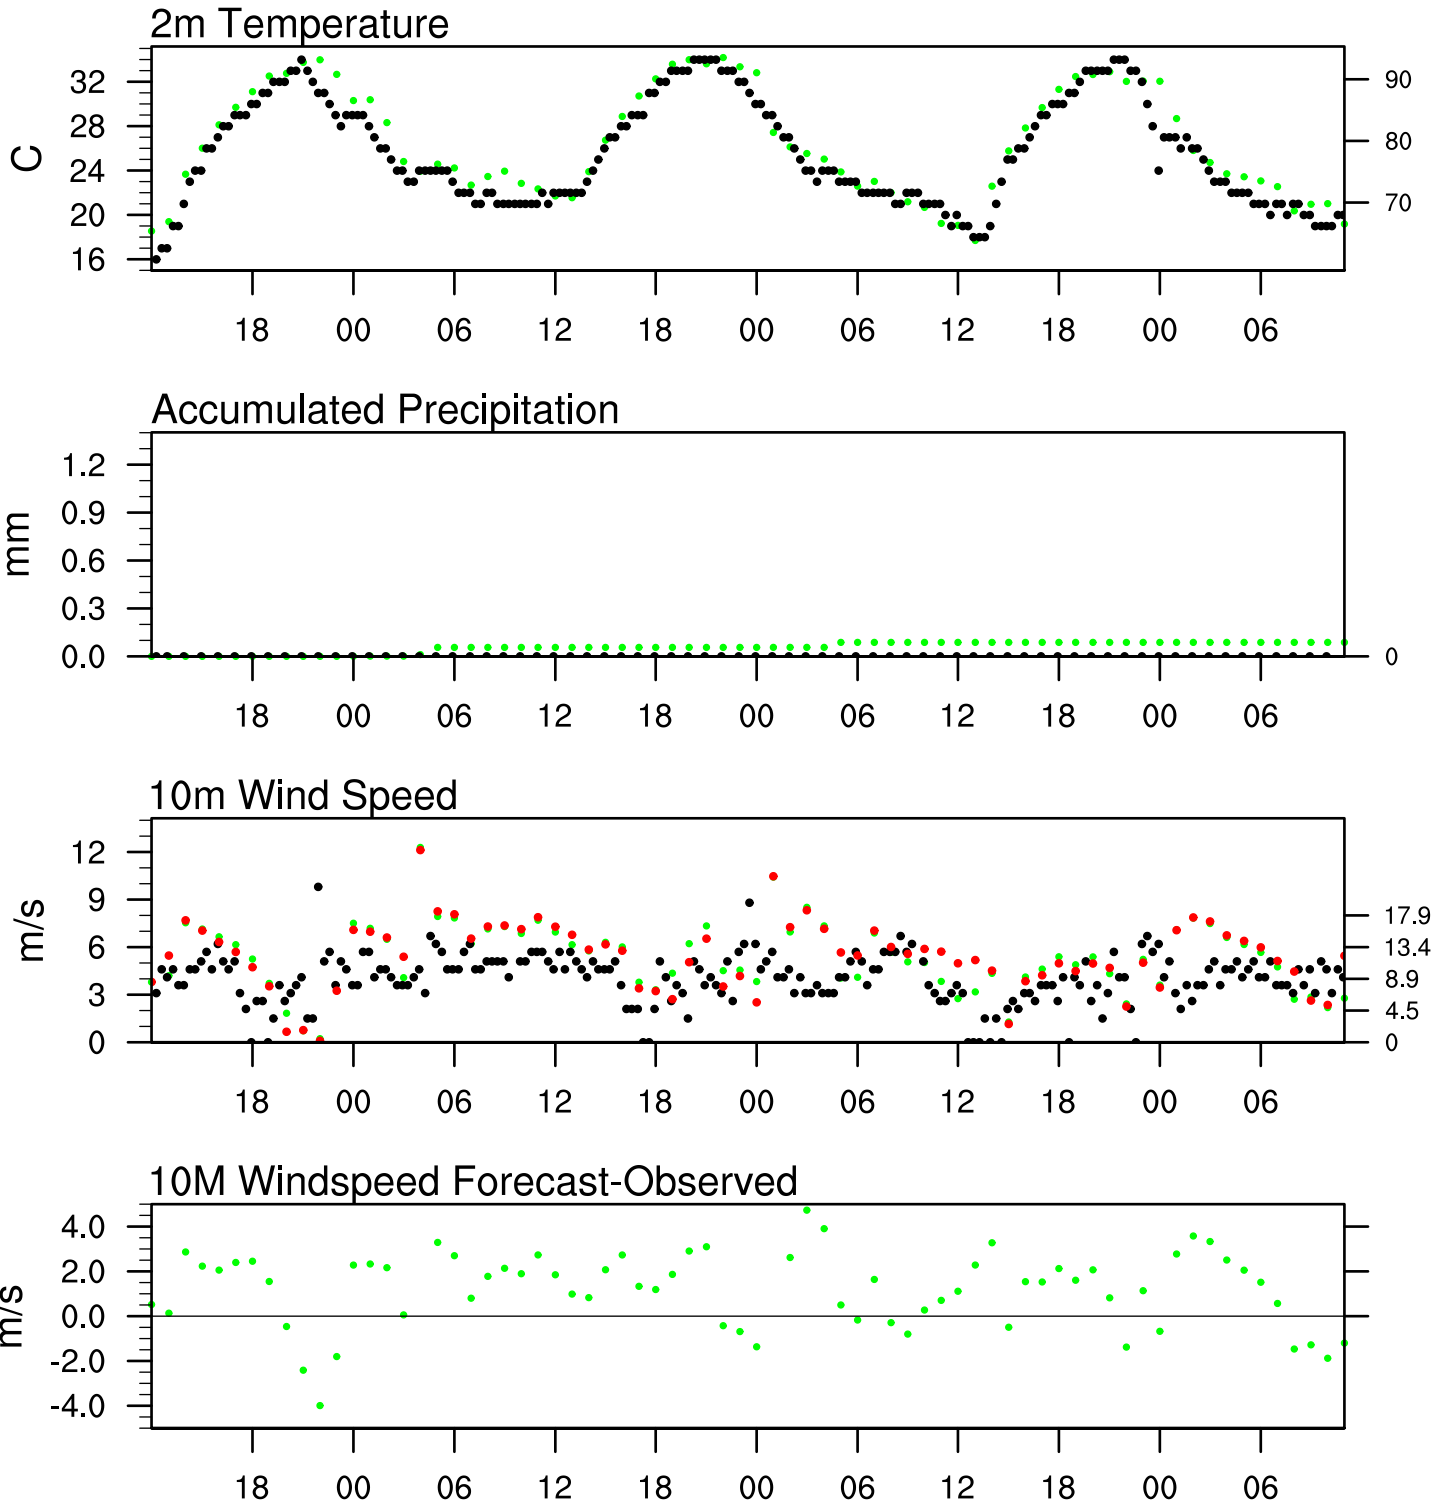 2m Temperature
C
32
28
24
20
16
90
80
70
18 00 06 12 18 00 06 12 18 00 06
Accumulated Precipitation
mm
1.2
0.9
0.6
0.3
0.0
0
18 00 06 12 18 00 06 12 18 00 06
10m Wind Speed
m/s
12
9
6
3
0
17.9
13.4
8.9
4.5
0
18 00 06 12 18 00 06 12 18 00 06
10M Windspeed Forecast-Observed
m/s
4.0
2.0
0.0
-2.0
-4.0
18 00 06 12 18 00 06 12 18 00 06